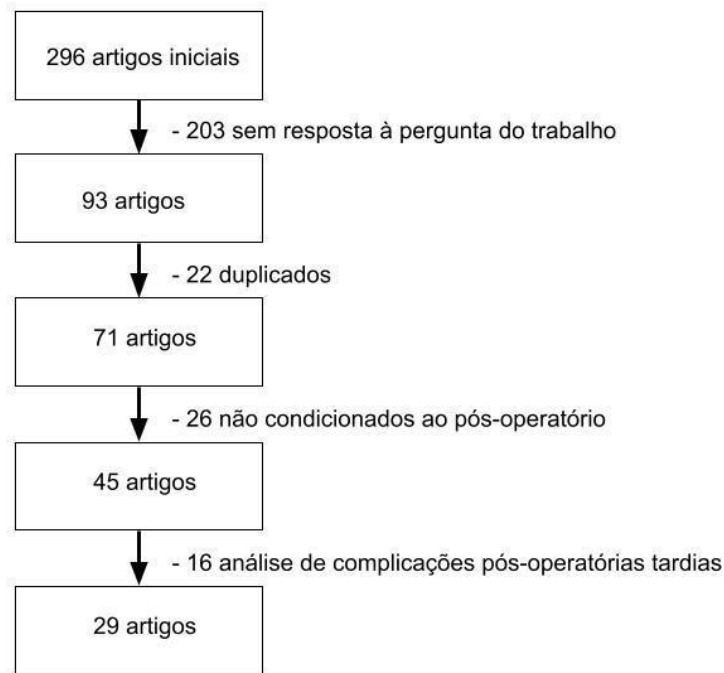 296 artigos iniciais
- 203 sem resposta à pergunta do trabalho
93 artigos
- 22 duplicados
71 artigos
- 26 não condicionados ao pós-operatório
45 artigos
- 16 análise de complicações pós-operatórias tardias
29 artigos